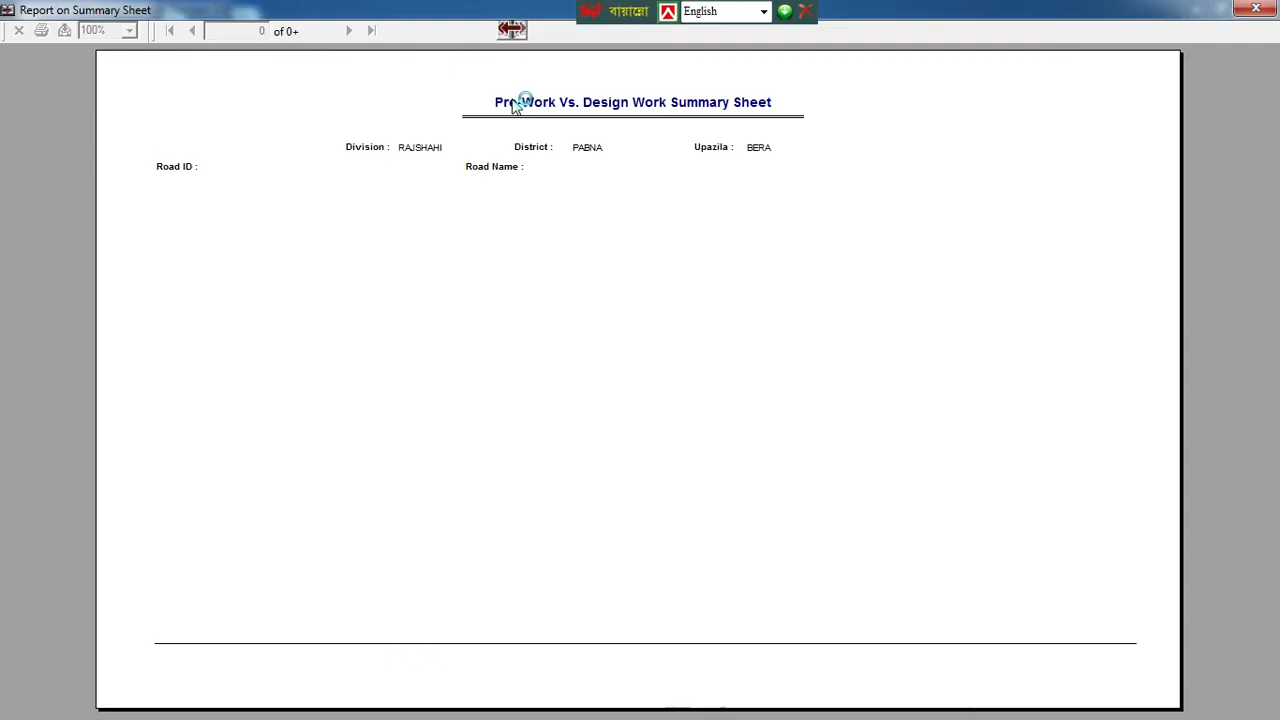 Report on Summary Sheet
বায়ান্নো English
100% 0 of 0+
Pre-Work Vs. Design Work Summary Sheet
Division : RAJSHAHI District : PABNA Upazila : BERA
Road ID : Road Name :